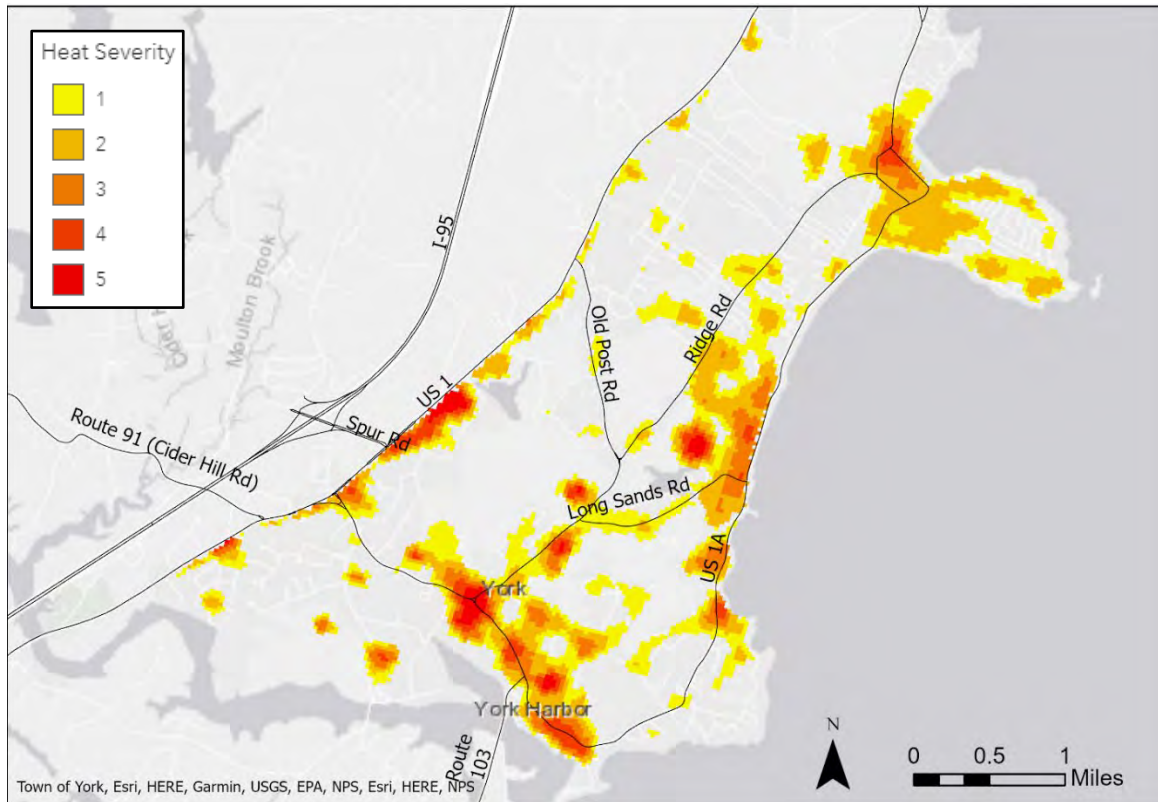 Heat Severity
1
2
3
4
5
I-95
Moulton Brook
Old Post Rd
Ridge Rd
US 1
Spur Rd
Route 91 (Cider Hill Rd)
Long Sands Rd
US 1A
York
York Harbor
Route
103
N
0 0.5 1
Miles
Town of York, Esri, HERE, Garmin, USGS, EPA, NPS, Esri, HERE, NPS